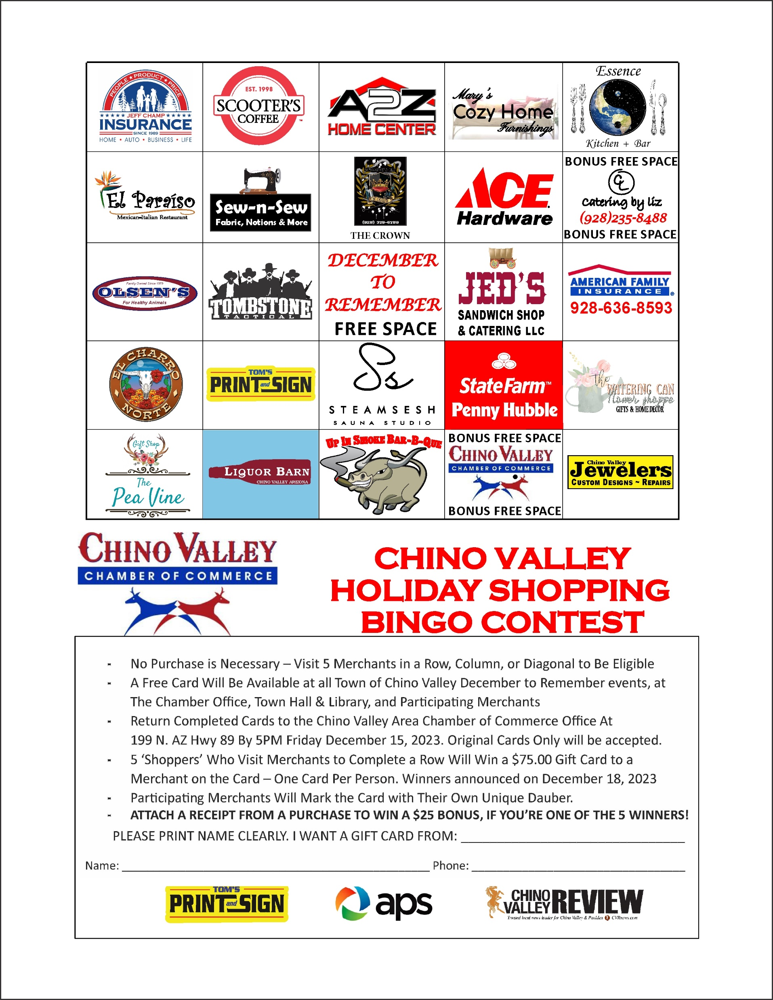 PEOPLE ★ PRODUCT ★ PRICE
★★★★★ JEFF CHAMP ★★★★★
INSURANCE
SINCE 1989
HOME • AUTO • BUSINESS • LIFE
EST. 1998
SCOOTER'S
COFFEE
™
A2Z
HOME CENTER
Mary's
Cozy Home
Furnishings
Essence
Kitchen + Bar
El Paraíso
Mexican-Italian Restaurant
Sew-n-Sew
Fabric, Notions & More
(928) 379-6789
THE CROWN
ACE
Hardware
BONUS FREE SPACE
CL
Catering by Liz
(928)235-8488
BONUS FREE SPACE
Family Owned Since 1979
OLSEN'S
For Healthy Animals
TOMBSTONE
TACTICAL
DECEMBER
TO
REMEMBER
FREE SPACE
JED'S
SANDWICH SHOP
& CATERING LLC
AMERICAN FAMILY
INSURANCE ®
928-636-8593
EL CHARRO
NORTE
TOM'S
PRINT and SIGN
Ss
STEAMSESH
SAUNA STUDIO
State Farm™
Penny Hubble
the
WATERING CAN
flower shoppe
GIFTS & HOME DECOR
Gift Shop
The
Pea Vine
LIQUOR BARN
CHINO VALLEY ARIZONA
UP IN SMOKE BAR-B-QUE
BONUS FREE SPACE
CHINO VALLEY
CHAMBER OF COMMERCE
BONUS FREE SPACE
Chino Valley
Jewelers
CUSTOM DESIGNS ~ REPAIRS
CHINO VALLEY
CHAMBER OF COMMERCE
CHINO VALLEY
HOLIDAY SHOPPING
BINGO CONTEST
- No Purchase is Necessary – Visit 5 Merchants in a Row, Column, or Diagonal to Be Eligible
- A Free Card Will Be Available at all Town of Chino Valley December to Remember events, at
The Chamber Office, Town Hall & Library, and Participating Merchants
- Return Completed Cards to the Chino Valley Area Chamber of Commerce Office At
199 N. AZ Hwy 89 By 5PM Friday December 15, 2023. Original Cards Only will be accepted.
- 5 ‘Shoppers’ Who Visit Merchants to Complete a Row Will Win a $75.00 Gift Card to a
Merchant on the Card – One Card Per Person. Winners announced on December 18, 2023
- Participating Merchants Will Mark the Card with Their Own Unique Dauber.
- ATTACH A RECEIPT FROM A PURCHASE TO WIN A $25 BONUS, IF YOU’RE ONE OF THE 5 WINNERS!
PLEASE PRINT NAME CLEARLY. I WANT A GIFT CARD FROM:
Name: Phone:
TOM'S
PRINT and SIGN
aps
CHINO VALLEY REVIEW
Trusted local news leader for Chino Valley & Paulden CVRnews.com